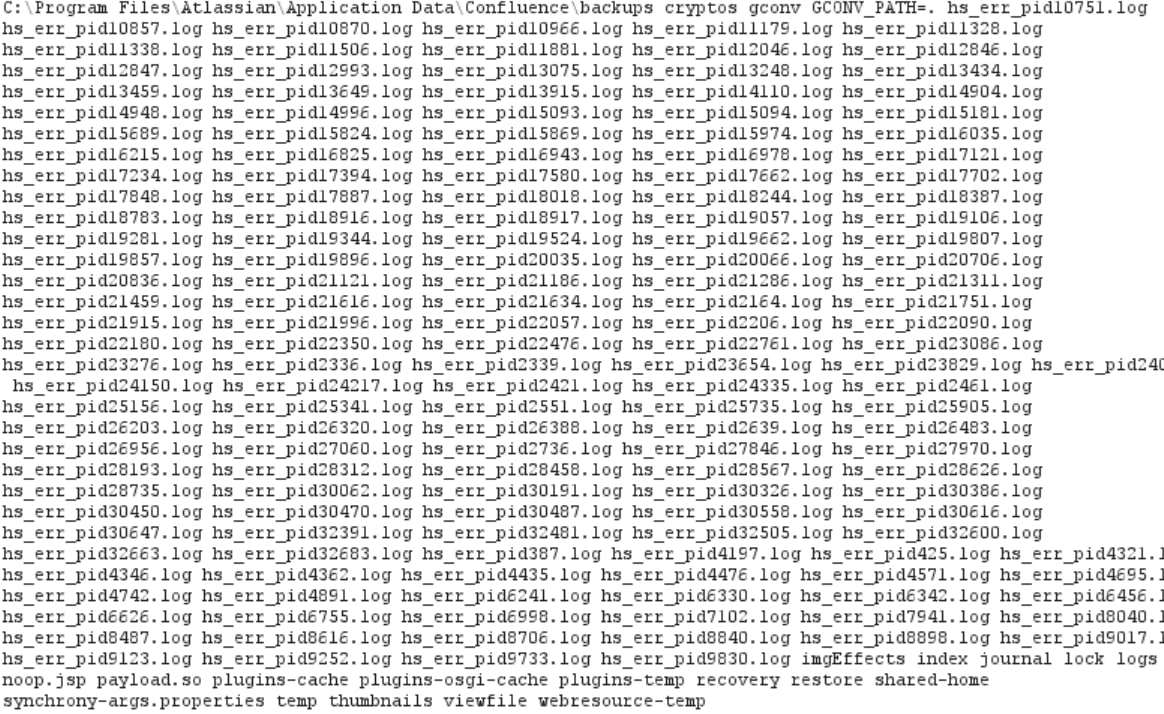 C:\Program Files\Atlassian\Application Data\Confluence\backups cryptos gconv GCONV_PATH=. hs_err_pid10751.log
hs_err_pid10857.log hs_err_pid10870.log hs_err_pid10966.log hs_err_pid11179.log hs_err_pid11328.log
hs_err_pid11338.log hs_err_pid11506.log hs_err_pid11881.log hs_err_pid12046.log hs_err_pid12846.log
hs_err_pid12847.log hs_err_pid12993.log hs_err_pid13075.log hs_err_pid13248.log hs_err_pid13434.log
hs_err_pid13459.log hs_err_pid13649.log hs_err_pid13915.log hs_err_pid14110.log hs_err_pid14904.log
hs_err_pid14948.log hs_err_pid14996.log hs_err_pid15093.log hs_err_pid15094.log hs_err_pid15181.log
hs_err_pid15689.log hs_err_pid15824.log hs_err_pid15869.log hs_err_pid15974.log hs_err_pid16035.log
hs_err_pid16215.log hs_err_pid16825.log hs_err_pid16943.log hs_err_pid16978.log hs_err_pid17121.log
hs_err_pid17234.log hs_err_pid17394.log hs_err_pid17580.log hs_err_pid17662.log hs_err_pid17702.log
hs_err_pid17848.log hs_err_pid17887.log hs_err_pid18018.log hs_err_pid18244.log hs_err_pid18387.log
hs_err_pid18783.log hs_err_pid18916.log hs_err_pid18917.log hs_err_pid19057.log hs_err_pid19106.log
hs_err_pid19281.log hs_err_pid19344.log hs_err_pid19524.log hs_err_pid19662.log hs_err_pid19807.log
hs_err_pid19857.log hs_err_pid19896.log hs_err_pid20035.log hs_err_pid20066.log hs_err_pid20706.log
hs_err_pid20836.log hs_err_pid21121.log hs_err_pid21186.log hs_err_pid21286.log hs_err_pid21311.log
hs_err_pid21459.log hs_err_pid21616.log hs_err_pid21634.log hs_err_pid2164.log hs_err_pid21751.log
hs_err_pid21915.log hs_err_pid21996.log hs_err_pid22057.log hs_err_pid2206.log hs_err_pid22090.log
hs_err_pid22180.log hs_err_pid22350.log hs_err_pid22476.log hs_err_pid22761.log hs_err_pid23086.log
hs_err_pid23276.log hs_err_pid2336.log hs_err_pid2339.log hs_err_pid23654.log hs_err_pid23829.log
hs_err_pid24150.log hs_err_pid24217.log hs_err_pid2421.log hs_err_pid24335.log hs_err_pid2461.log
hs_err_pid25156.log hs_err_pid25341.log hs_err_pid2551.log hs_err_pid25735.log hs_err_pid25905.log
hs_err_pid26203.log hs_err_pid26320.log hs_err_pid26388.log hs_err_pid2639.log hs_err_pid26483.log
hs_err_pid26956.log hs_err_pid27060.log hs_err_pid2736.log hs_err_pid27846.log hs_err_pid27970.log
hs_err_pid28193.log hs_err_pid28312.log hs_err_pid28458.log hs_err_pid28567.log hs_err_pid28626.log
hs_err_pid28735.log hs_err_pid30062.log hs_err_pid30191.log hs_err_pid30326.log hs_err_pid30386.log
hs_err_pid30450.log hs_err_pid30470.log hs_err_pid30487.log hs_err_pid30558.log hs_err_pid30616.log
hs_err_pid30647.log hs_err_pid32391.log hs_err_pid32481.log hs_err_pid32505.log hs_err_pid32600.log
hs_err_pid32663.log hs_err_pid32683.log hs_err_pid387.log hs_err_pid4197.log hs_err_pid425.log hs_err_pid4321.l
hs_err_pid4346.log hs_err_pid4362.log hs_err_pid4435.log hs_err_pid4476.log hs_err_pid4571.log hs_err_pid4695.l
hs_err_pid4742.log hs_err_pid4891.log hs_err_pid6241.log hs_err_pid6330.log hs_err_pid6342.log hs_err_pid6456.l
hs_err_pid6626.log hs_err_pid6755.log hs_err_pid6998.log hs_err_pid7102.log hs_err_pid7941.log hs_err_pid8040.l
hs_err_pid8487.log hs_err_pid8616.log hs_err_pid8706.log hs_err_pid8840.log hs_err_pid8898.log hs_err_pid9017.l
hs_err_pid9123.log hs_err_pid9252.log hs_err_pid9733.log hs_err_pid9830.log imgEffects index journal lock logs
noop.jsp payload.so plugins-cache plugins-osgi-cache plugins-temp recovery restore shared-home
synchrony-args.properties temp thumbnails viewfile webresource-temp